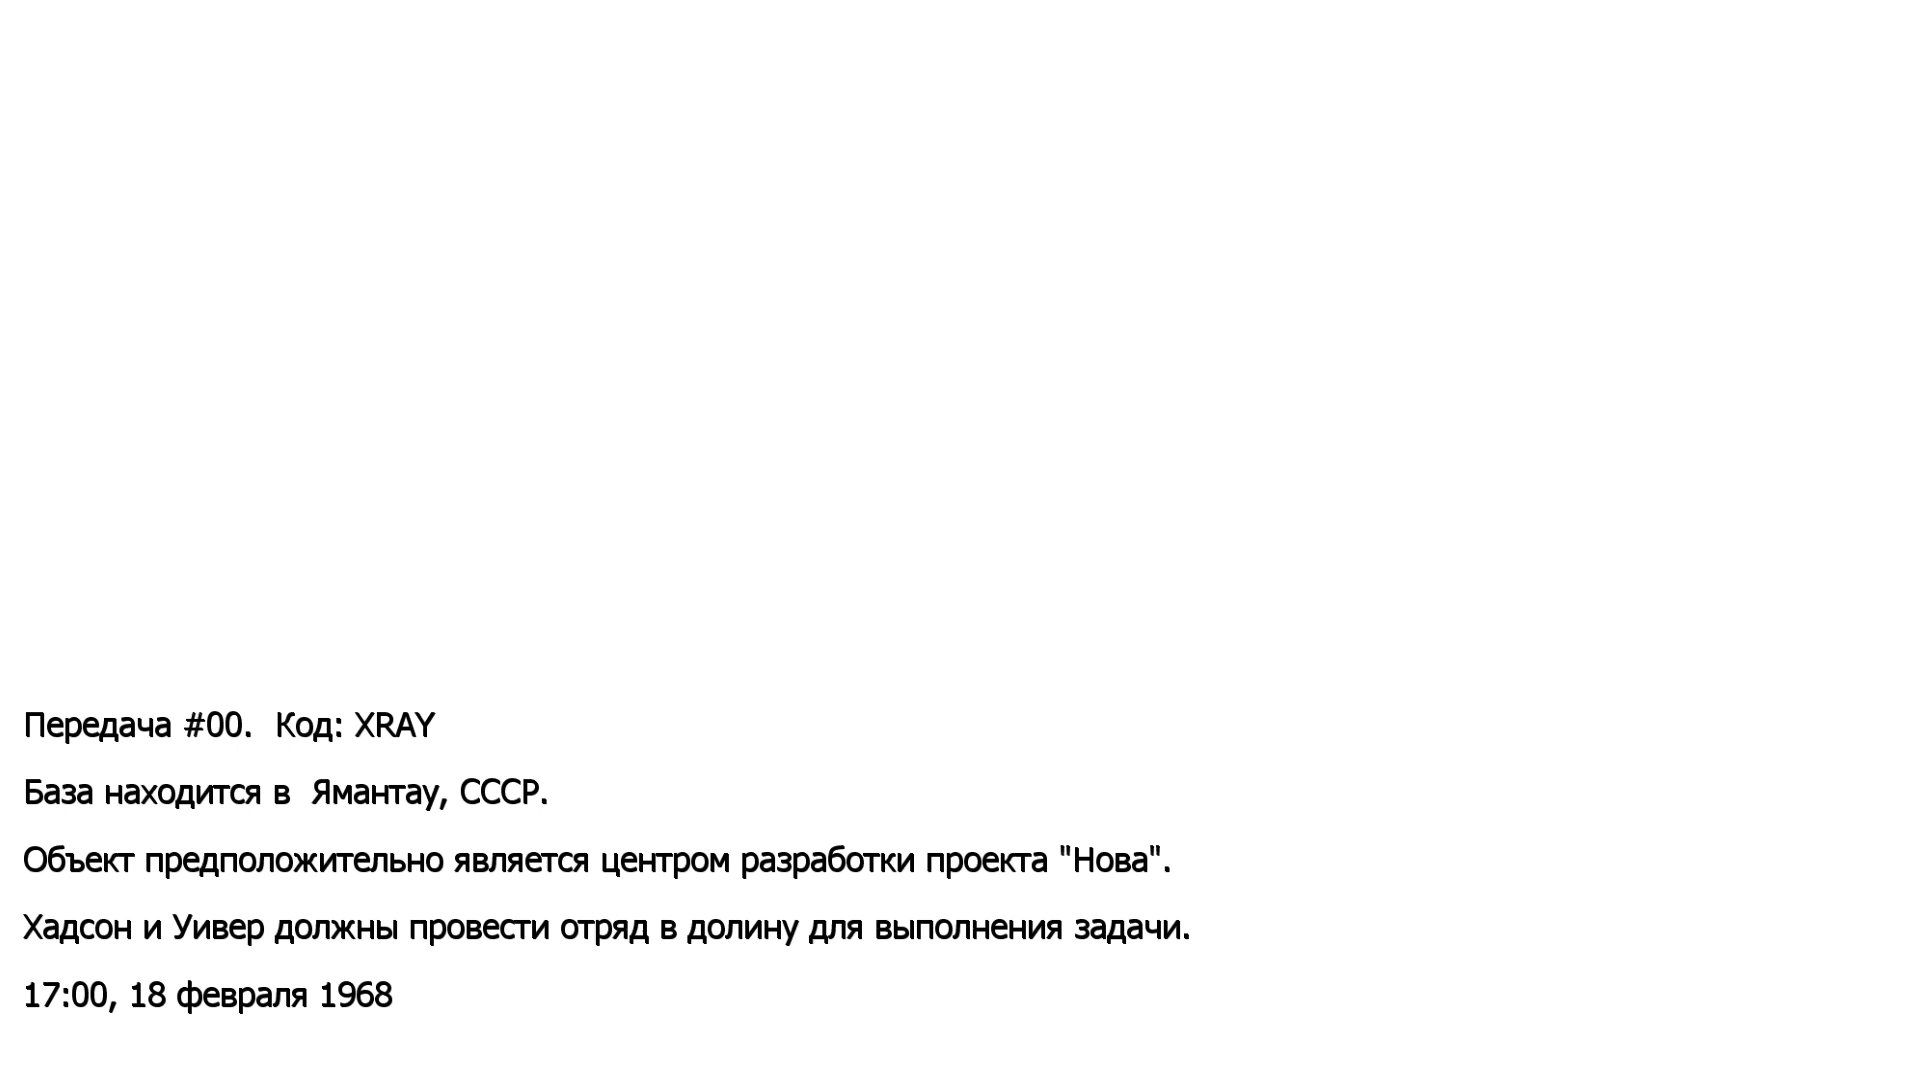 Передача #00.  Код: XRAY
База находится в  Ямантау, СССР.
Объект предположительно является центром разработки проекта "Нова".
Хадсон и Уивер должны провести отряд в долину для выполнения задачи.
17:00, 18 февраля 1968